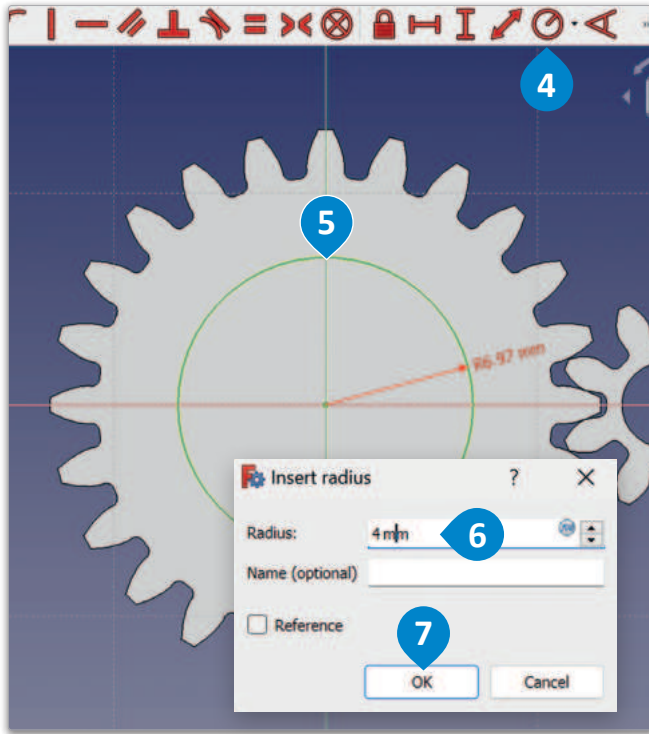 4
5
R6.97 mm
Insert radius ? X
Radius: 4 mm 6
Name (optional)
Reference
7
OK Cancel